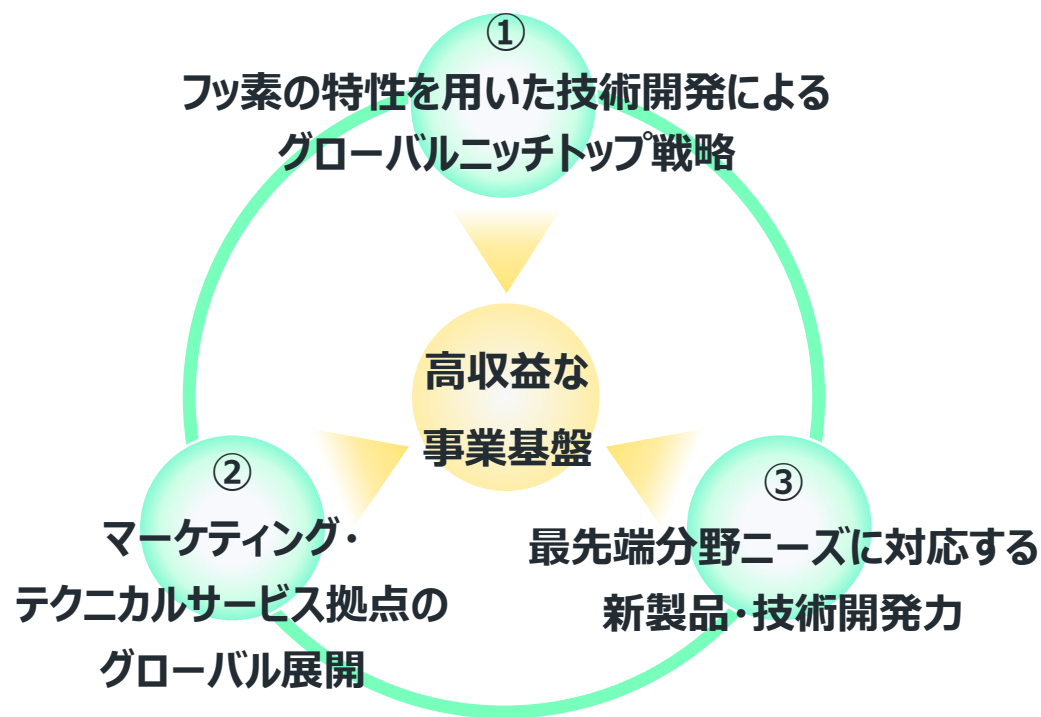 ①
フッ素の特性を用いた技術開発による
グローバルニッチトップ戦略
高収益な
事業基盤
②
マーケティング・
テクニカルサービス拠点の
グローバル展開
③
最先端分野ニーズに対応する
新製品・技術開発力